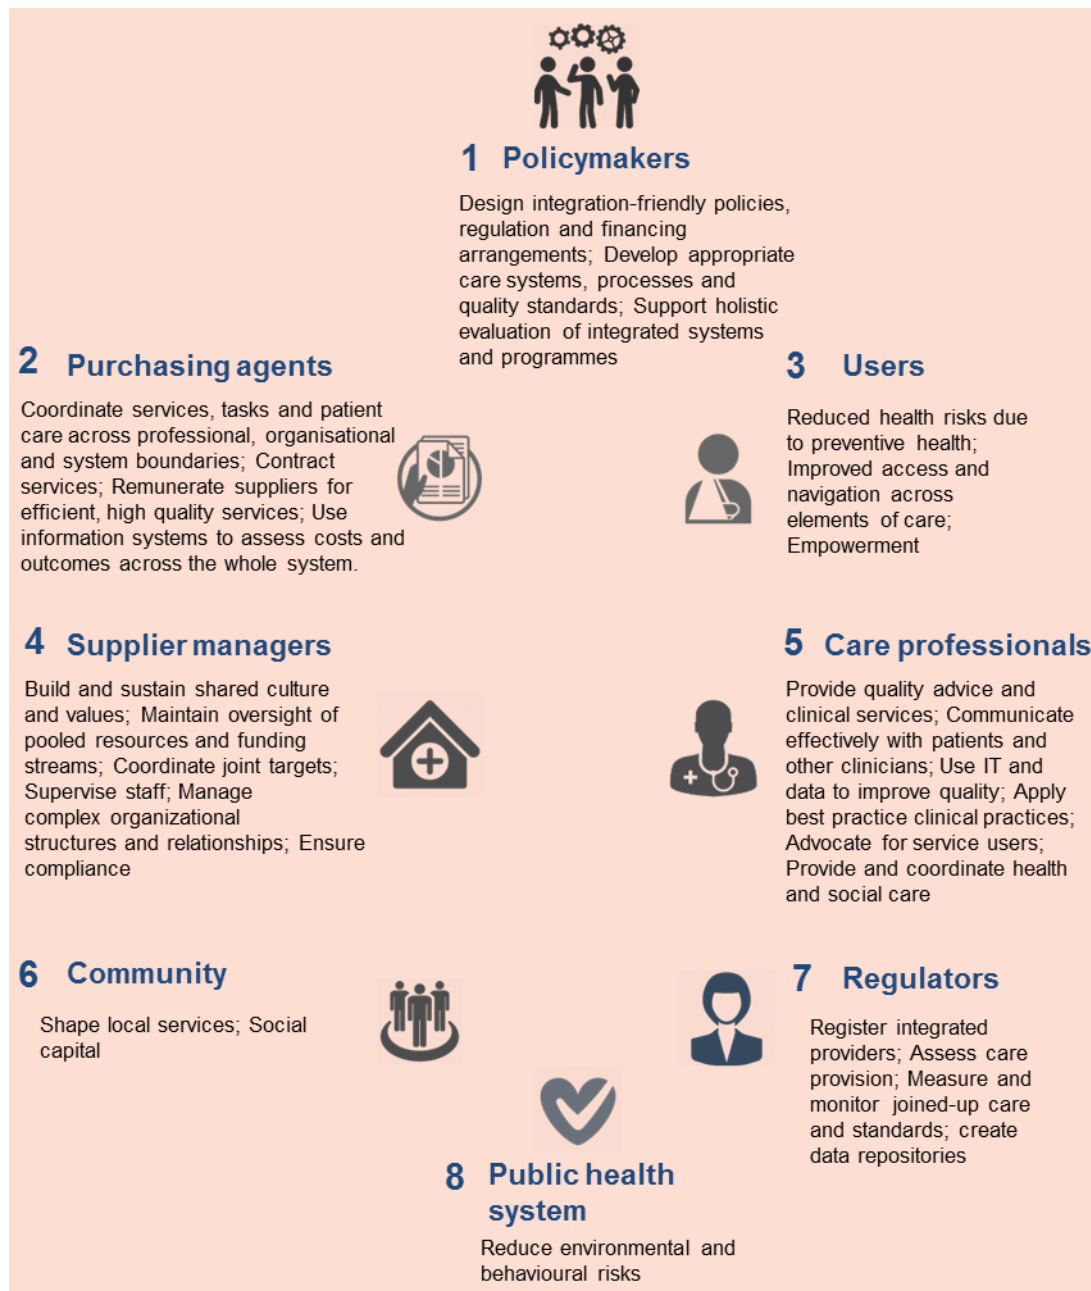 1 Policymakers
Design integration-friendly policies,
regulation and financing
arrangements; Develop appropriate
care systems, processes and
quality standards; Support holistic
evaluation of integrated systems
and programmes
2 Purchasing agents
Coordinate services, tasks and patient
care across professional, organisational
and system boundaries; Contract
services; Remunerate suppliers for
efficient, high quality services; Use
information systems to assess costs and
outcomes across the whole system.
3 Users
Reduced health risks due
to preventive health;
Improved access and
navigation across
elements of care;
Empowerment
4 Supplier managers
Build and sustain shared culture
and values; Maintain oversight of
pooled resources and funding
streams; Coordinate joint targets;
Supervise staff; Manage
complex organizational
structures and relationships; Ensure
compliance
5 Care professionals
Provide quality advice and
clinical services; Communicate
effectively with patients and
other clinicians; Use IT and
data to improve quality; Apply
best practice clinical practices;
Advocate for service users;
Provide and coordinate health
and social care
6 Community
Shape local services; Social
capital
7 Regulators
Register integrated
providers; Assess care
provision; Measure and
monitor joined-up care
and standards; create
data repositories
8 Public health
system
Reduce environmental and
behavioural risks